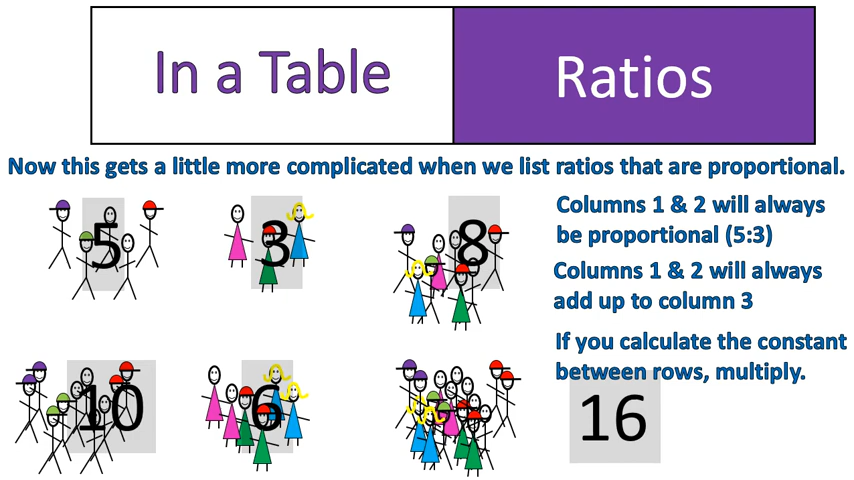 In a Table
Ratios
Now this gets a little more complicated when we list ratios that are proportional.
5
3
8
Columns 1 & 2 will always
be proportional (5:3)
Columns 1 & 2 will always
add up to column 3
If you calculate the constant
between rows, multiply.
10
6
16